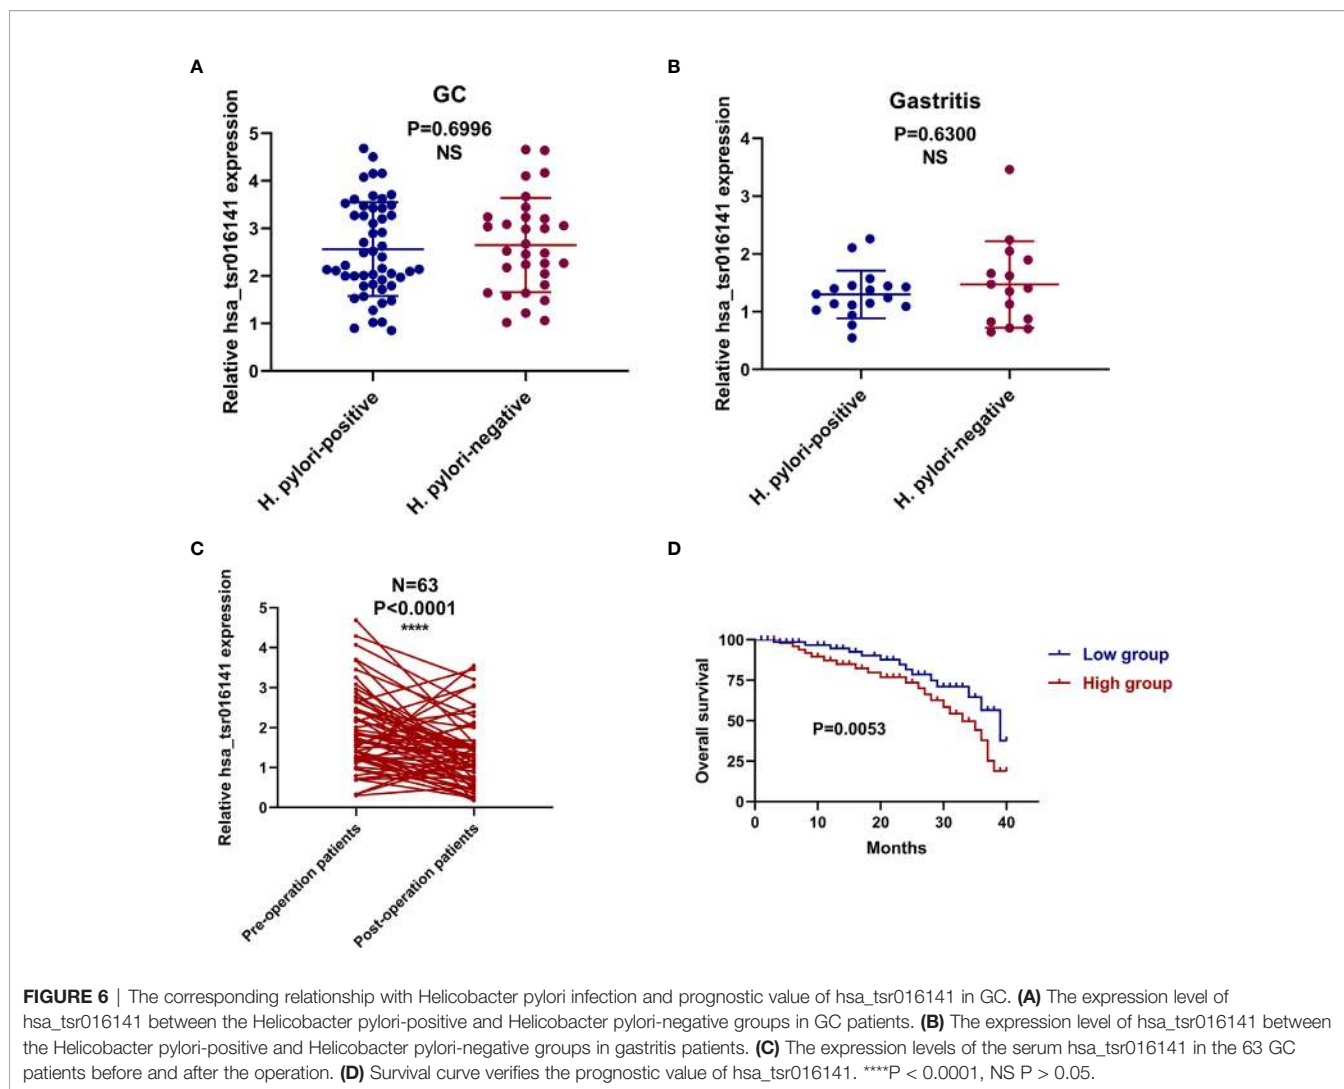 A
GC
P=0.6996
NS
Relative hsa_tsr016141 expression
5
4
3
2
1
0
H. pylori-positive
H. pylori-negative
B
Gastritis
P=0.6300
NS
Relative hsa_tsr016141 expression
4
3
2
1
0
H. pylori-positive
H. pylori-negative
C
N=63
P<0.0001
****
Relative hsa_tsr016141 expression
5
4
3
2
1
0
Pre-operation patients
Post-operation patients
D
Overall survival
100
75
50
25
0
P=0.0053
0 10 20 30 40
Months
Low group
High group
FIGURE 6 | The corresponding relationship with Helicobacter pylori infection and prognostic value of hsa_tsr016141 in GC. (A) The expression level of
hsa_tsr016141 between the Helicobacter pylori-positive and Helicobacter pylori-negative groups in GC patients. (B) The expression level of hsa_tsr016141 between
the Helicobacter pylori-positive and Helicobacter pylori-negative groups in gastritis patients. (C) The expression levels of the serum hsa_tsr016141 in the 63 GC
patients before and after the operation. (D) Survival curve verifies the prognostic value of hsa_tsr016141. ****P < 0.0001, NS P > 0.05.